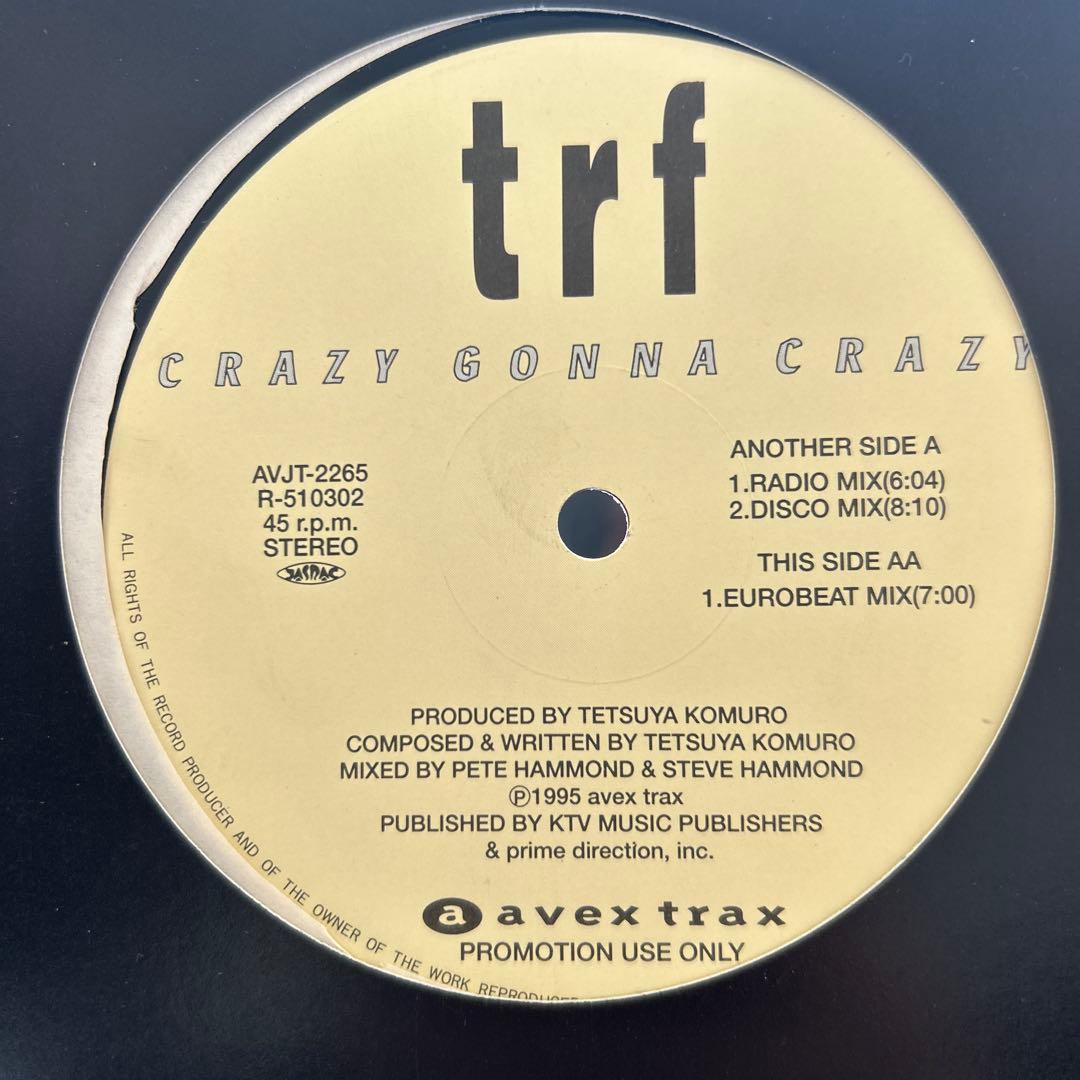 trf
CRAZY GONNA CRAZY
AVJT-2265
R-510302
45 r.p.m.
STEREO
JASRAC
ANOTHER SIDE A
1.RADIO MIX(6:04)
2.DISCO MIX(8:10)
THIS SIDE AA
1.EUROBEAT MIX(7:00)
PRODUCED BY TETSUYA KOMURO
COMPOSED & WRITTEN BY TETSUYA KOMURO
MIXED BY PETE HAMMOND & STEVE HAMMOND
Ⓟ1995 avex trax
PUBLISHED BY KTV MUSIC PUBLISHERS
& prime direction, inc.
a avex trax
PROMOTION USE ONLY
ALL RIGHTS OF THE RECORD PRODUCER AND OF THE OWNER OF THE WORK